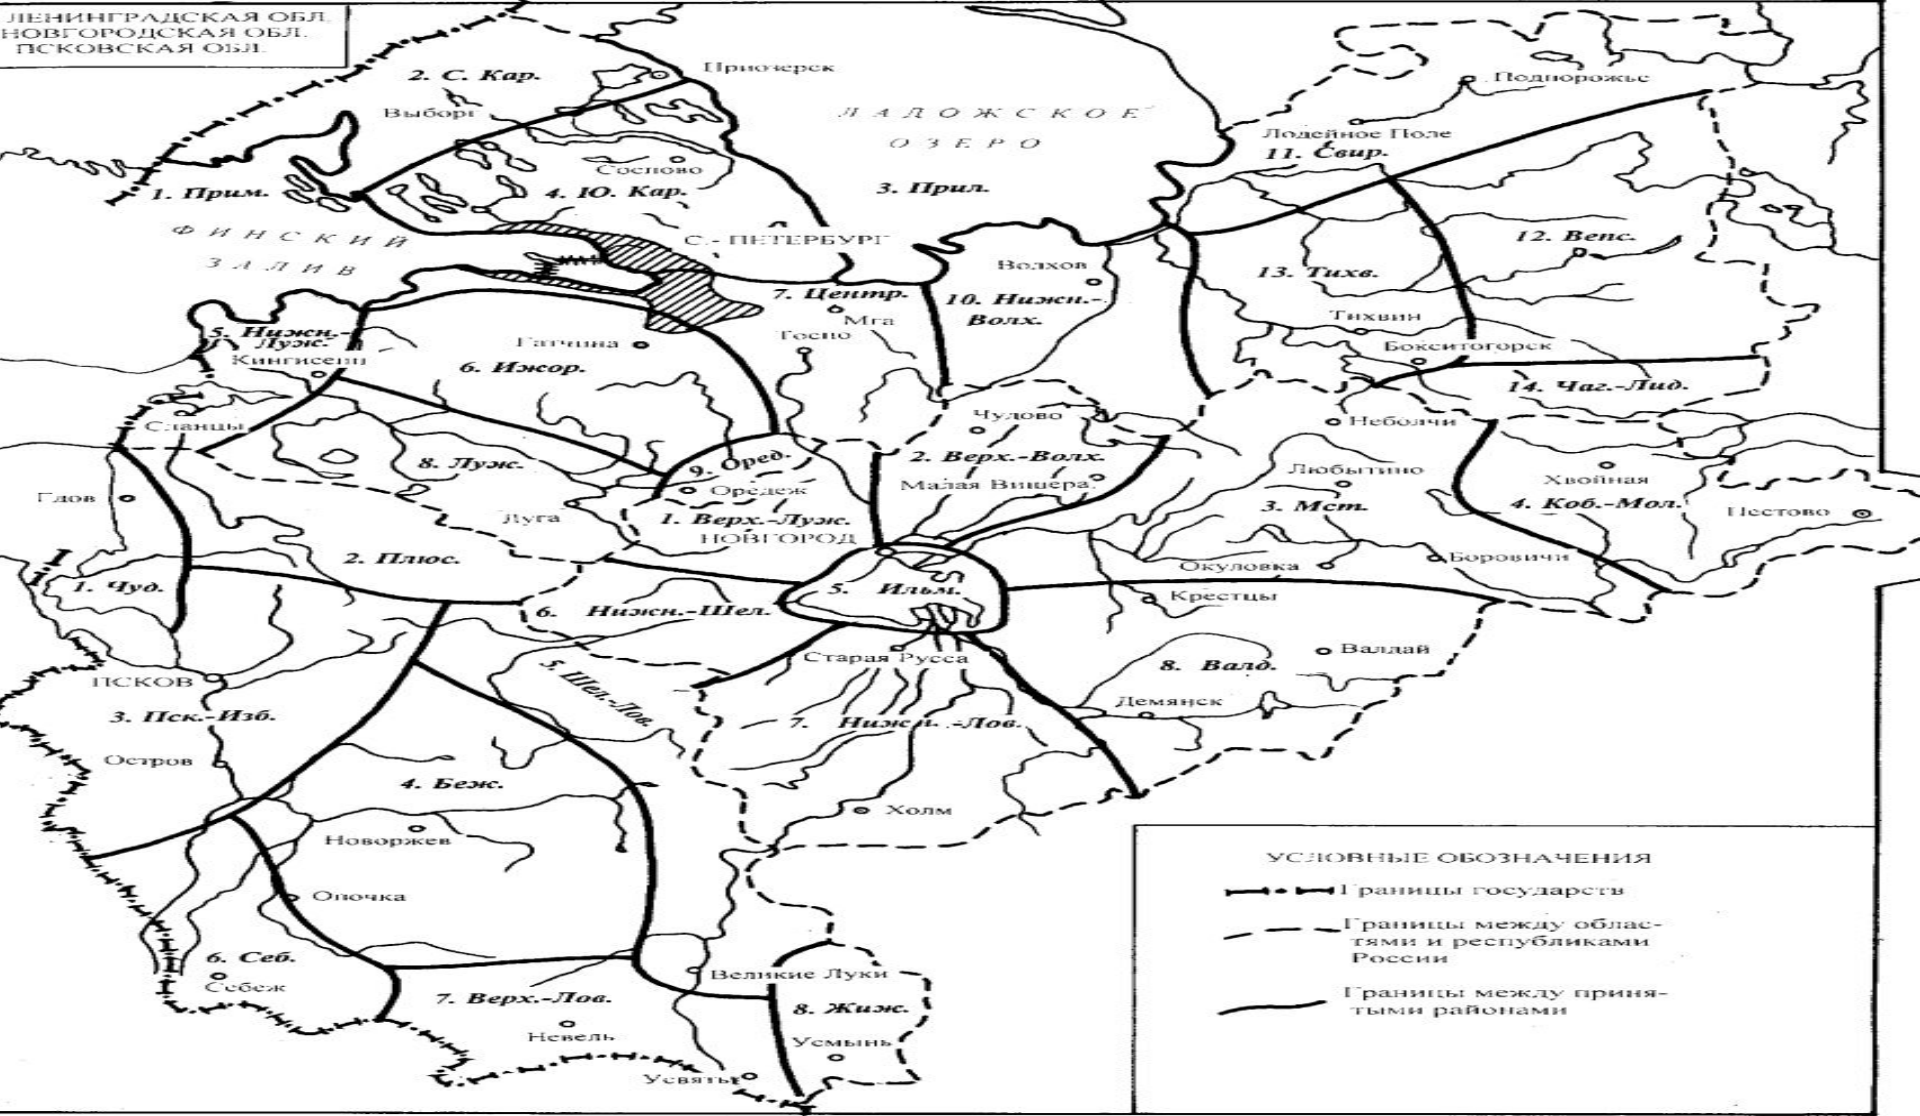 ЛЕНИНГРАДСКАЯ ОБЛ.
НОВГОРОДСКАЯ ОБЛ.
ПСКОВСКАЯ ОБЛ.
2. С. Кар.
Приозерск
Подпорожье
Выборг
ЛАДОЖСКОЕ
ОЗЕРО
Лодейное Поле
11. Свир.
Сосново
1. Прим.
4. Ю. Кар.
3. Прил.
ФИНСКИЙ
ЗАЛИВ
С.-ПЕТЕРБУРГ
12. Вепс.
Волхов
13. Тихв.
7. Центр.
10. Нижн.-
Волх.
Мга
Тихвин
5. Нижн.-
Луж.
Тосно
Гатчина
Бокситогорск
Кингисепп
6. Ижор.
14. Чаг.-Лид.
Чудово
Неболчи
Сланцы
8. Луж.
9. Оред.
2. Верх.-Волх.
Любытино
Хвойная
Гдов
Оредеж
Малая Вишера
3. Мст.
4. Коб.-Мол.
Пестово
Луга
1. Верх.-Луж.
НОВГОРОД
2. Плюс.
Окуловка
Боровичи
1. Чуд.
5. Ильм.
Крестцы
6. Нижн.-Шел.
Старая Русса
8. Валд.
Валдай
ПСКОВ
5. Шел.-Лов.
3. Пск.-Изб.
Демянск
7. Нижн.-Лов.
Остров
4. Беж.
Холм
Новоржев
Опочка
6. Себ.
Себеж
Великие Луки
7. Верх.-Лов.
8. Жиж.
Невель
Усмынь
Усвяты
УСЛОВНЫЕ ОБОЗНАЧЕНИЯ
Границы государств
Границы между облас-
тями и республиками
России
Границы между приня-
тыми районами